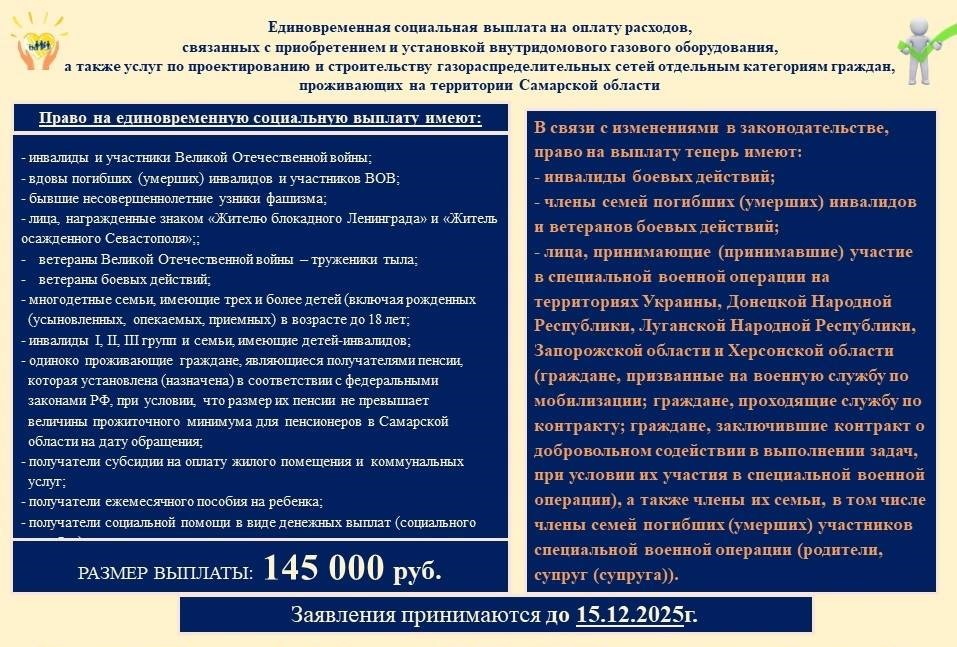 Единовременная социальная выплата на оплату расходов,
связанных с приобретением и установкой внутридомового газового оборудования,
а также услуг по проектированию и строительству газораспределительных сетей отдельным категориям граждан,
проживающих на территории Самарской области
Право на единовременную социальную выплату имеют:
- инвалиды и участники Великой Отечественной войны;
- вдовы погибших (умерших) инвалидов и участников ВОВ;
- бывшие несовершеннолетние узники фашизма;
- лица, награжденные знаком «Жителю блокадного Ленинграда» и «Житель
осажденного Севастополя»;;
- ветераны Великой Отечественной войны – труженики тыла;
- ветераны боевых действий;
- многодетные семьи, имеющие трех и более детей (включая рожденных
(усыновленных, опекаемых, приемных) в возрасте до 18 лет;
- инвалиды I, II, III групп и семьи, имеющие детей-инвалидов;
- одиноко проживающие граждане, являющиеся получателями пенсии,
которая установлена (назначена) в соответствии с федеральными
законами РФ, при условии, что размер их пенсии не превышает
величины прожиточного минимума для пенсионеров в Самарской
области на дату обращения;
- получатели субсидии на оплату жилого помещения и коммунальных
услуг;
- получатели ежемесячного пособия на ребенка;
- получатели социальной помощи в виде денежных выплат (социального
РАЗМЕР ВЫПЛАТЫ: 145 000 руб.
В связи с изменениями в законодательстве,
право на выплату теперь имеют:
- инвалиды боевых действий;
- члены семей погибших (умерших) инвалидов
и ветеранов боевых действий;
- лица, принимающие (принимавшие) участие
в специальной военной операции на
территориях Украины, Донецкой Народной
Республики, Луганской Народной Республики,
Запорожской области и Херсонской области
(граждане, призванные на военную службу по
мобилизации; граждане, проходящие службу по
контракту; граждане, заключившие контракт о
добровольном содействии в выполнении задач,
при условии их участия в специальной военной
операции), а также члены их семьи, в том числе
члены семей погибших (умерших) участников
специальной военной операции (родители,
супруг (супруга)).
Заявления принимаются до 15.12.2025г.